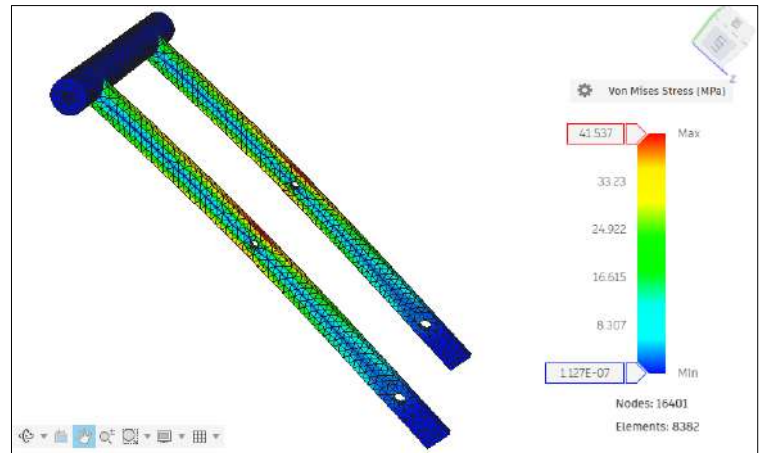 Von Mises Stress (MPa)
41.537
Max
33.23
24.922
16.615
8.307
1.127E-07
Min
Nodes: 16401
Elements: 8382
Z